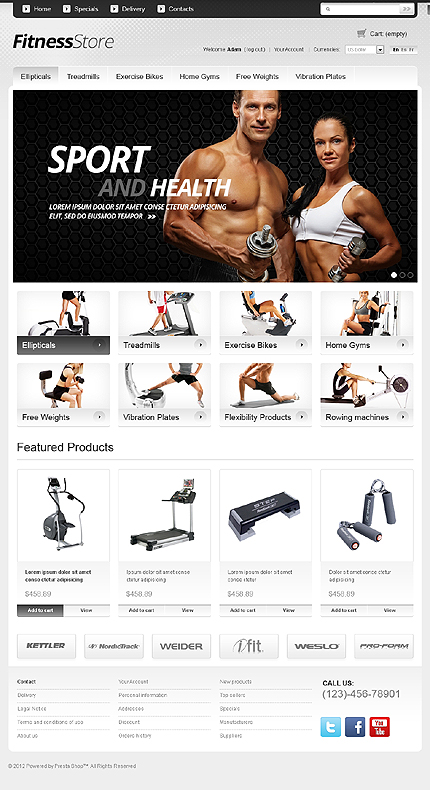 Home Specials Delivery Contacts
FitnessStore
Cart: (empty)
Welcome Adam (log out) | YourAccount | Currencies:
Ellipticals Treadmills Exercise Bikes Home Gyms Free Weights Vibration Plates
SPORT
AND HEALTH
LOREM IPSUM DOLOR SIT AMET CONSE CTETUR ADIPISICING
ELIT, SED DO EIUSMOD TEMPOR >>
Ellipticals Treadmills Exercise Bikes Home Gyms
Free Weights Vibration Plates Flexibility Products Rowing machines
Featured Products
STEP
Lorem ipsum dolor sit amet
conse ctetur adipisicing
Ipsum dolor sit amet conse
ctetur adipisicing
Lorem ipsum dolor sit amet
conse ctetur
Dolor sit amet conse ctetur
adipisicing
$458.89 $458.89 $458.89 $458.89
Add to cart View Add to cart View Add to cart View Add to cart View
KETTLER NordicTrack WEIDER ifit. WESLO PRO-FORM
Contact
Delivery
Legal Notice
Terms and conditions of use
About us
YourAccount
Personal information
Addresses
Discount
Orders history
New products
Top sellers
Specials
Manufacturers
Suppliers
CALL US:
(123)-456-78901
You Tube
© 2012 Powered by Presta Shop™. All Rights Reserved